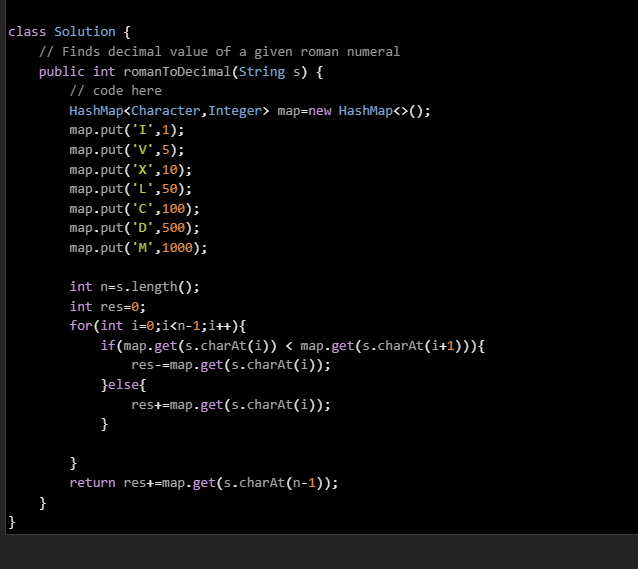 class Solution {
    // Finds decimal value of a given roman numeral
    public int romanToDecimal(String s) {
        // code here
        HashMap<Character,Integer> map=new HashMap<>();
        map.put('I',1);
        map.put('V',5);
        map.put('X',10);
        map.put('L',50);
        map.put('C',100);
        map.put('D',500);
        map.put('M',1000);

        int n=s.length();
        int res=0;
        for(int i=0;i<n-1;i++){
            if(map.get(s.charAt(i)) < map.get(s.charAt(i+1))){
                res-=map.get(s.charAt(i));
            }else{
                res+=map.get(s.charAt(i));
            }

        }
        return res+=map.get(s.charAt(n-1));
    }
}